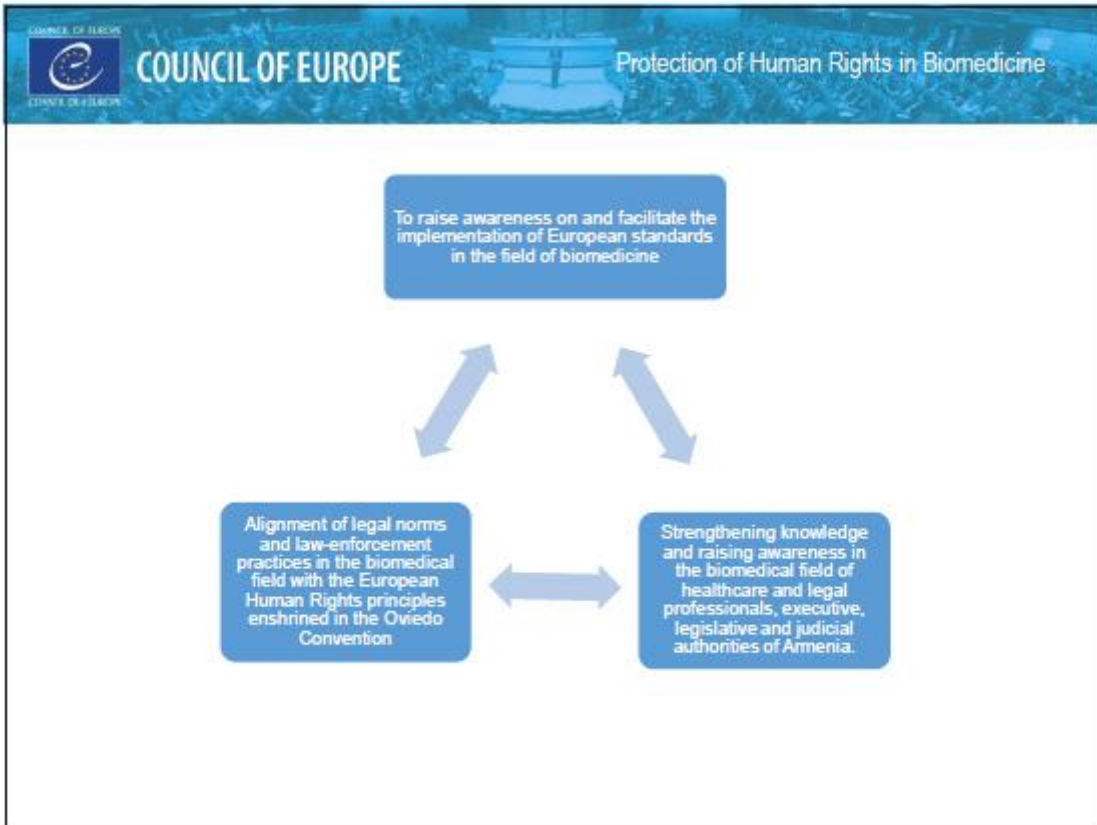 COUNCIL OF EUROPE
COUNCIL OF EUROPE
Protection of Human Rights in Biomedicine
To raise awareness on and facilitate the
implementation of European standards
in the field of biomedicine
Alignment of legal norms
and law-enforcement
practices in the biomedical
field with the European
Human Rights principles
enshrined in the Oviedo
Convention
Strengthening knowledge
and raising awareness in
the biomedical field of
healthcare and legal
professionals, executive,
legislative and judicial
authorities of Armenia.